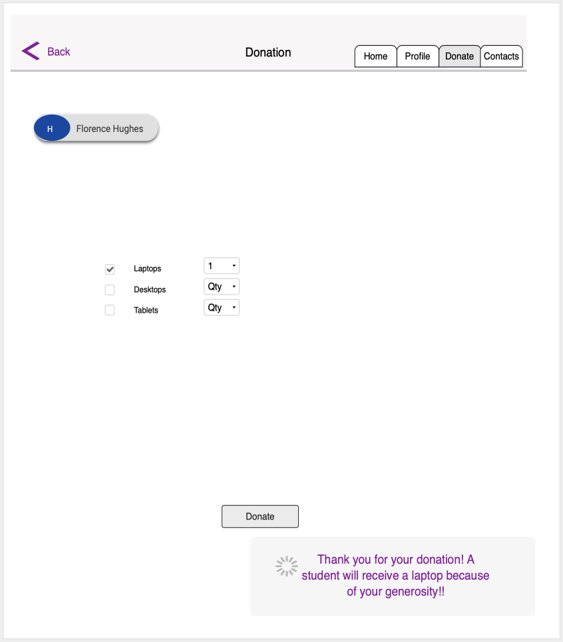 Back
Donation
Home Profile Donate Contacts
H Florence Hughes
Laptops 1
Desktops Qty
Tablets Qty
Donate
Thank you for your donation! A
student will receive a laptop because
of your generosity!!